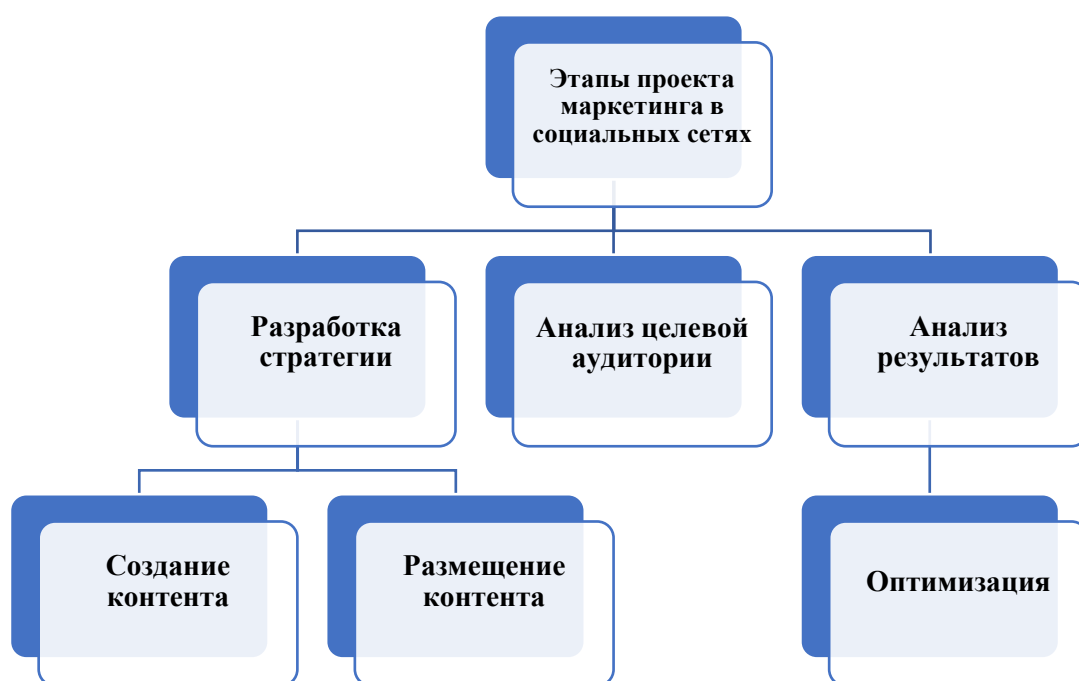 Этапы проекта
маркетинга в
социальных сетях
Разработка
стратегии
Анализ целевой
аудитории
Анализ
результатов
Создание
контента
Размещение
контента
Оптимизация